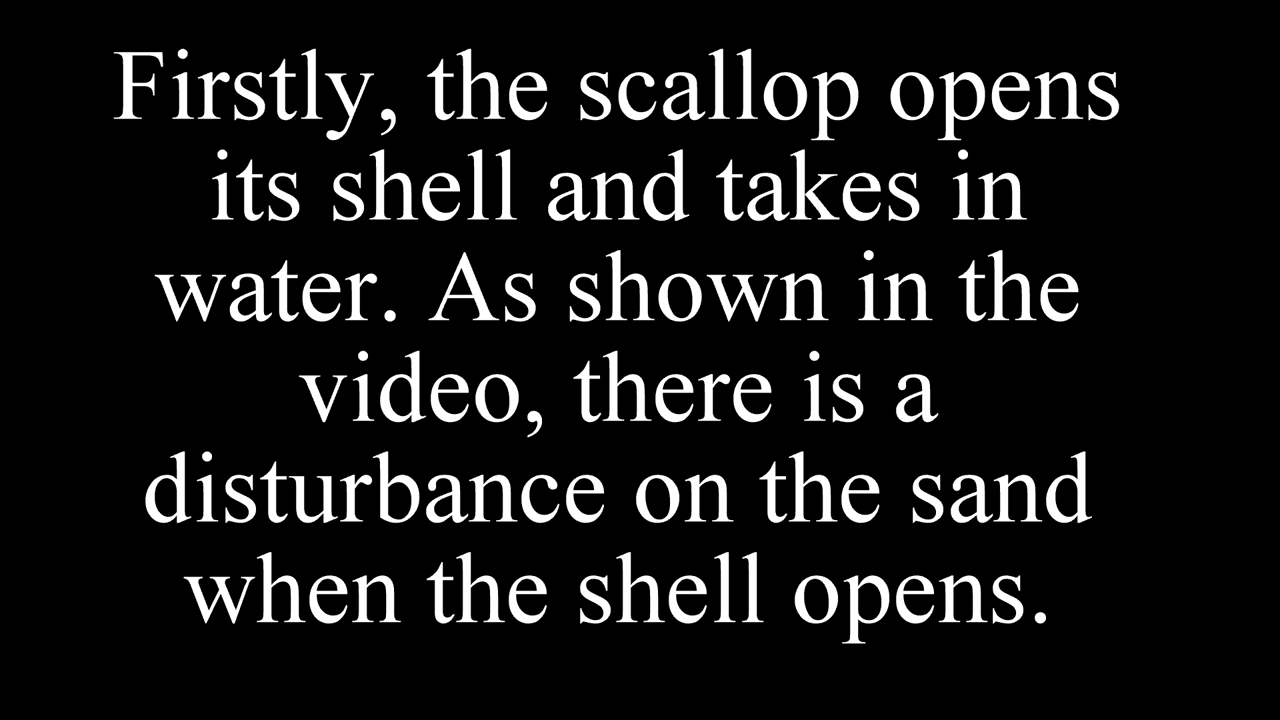 Firstly, the scallop opens
its shell and takes in
water. As shown in the
video, there is a
disturbance on the sand
when the shell opens.